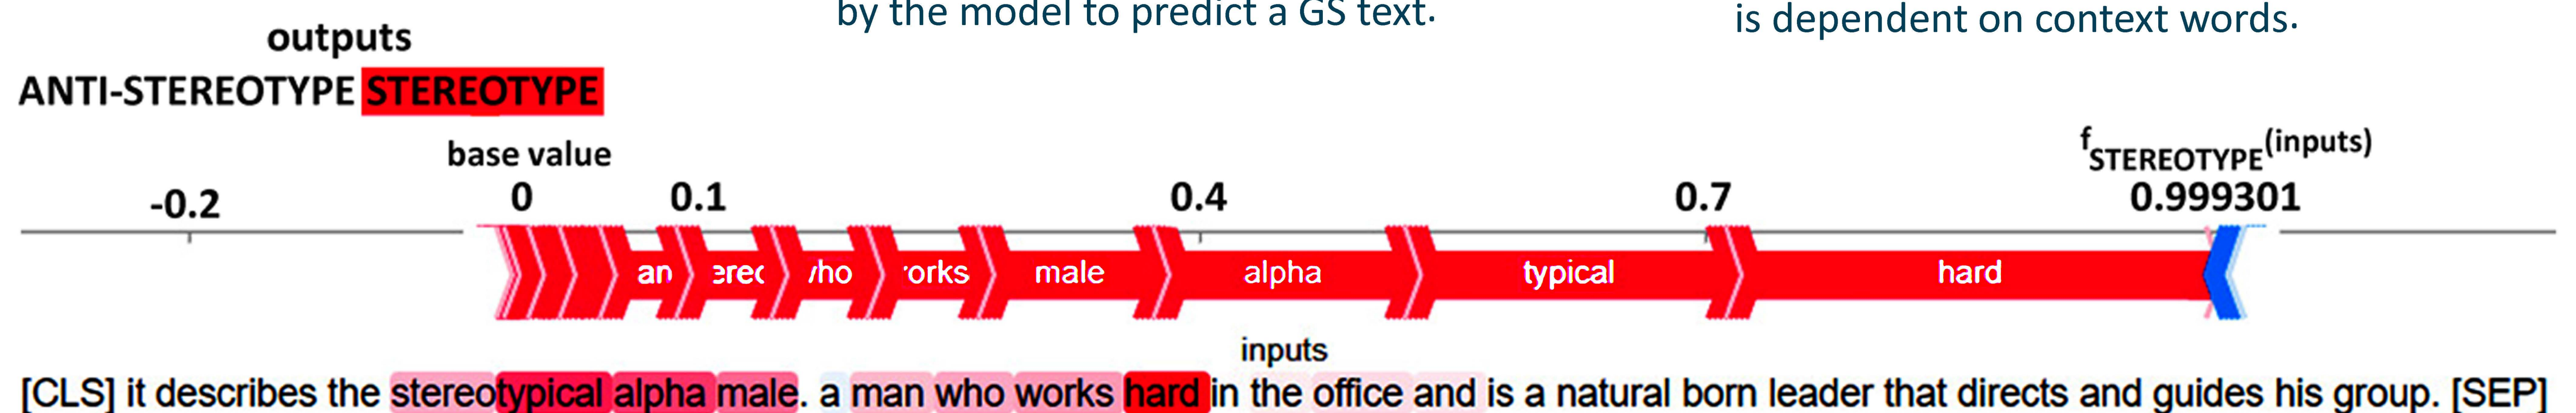 by the model to predict a GS text.
is dependent on context words.
outputs
ANTI-STEREOTYPE STEREOTYPE
base value
f STEREOTYPE (inputs)
-0.2 0 0.1 0.4 0.7 0.999301
male alpha typical hard
inputs
[CLS] it describes the stereotypical alpha male. a man who works hard in the office and is a natural born leader that directs and guides his group. [SEP]